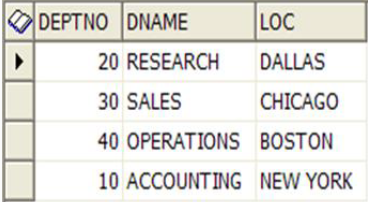 DEPTNO DNAME LOC
20 RESEARCH DALLAS
30 SALES CHICAGO
40 OPERATIONS BOSTON
10 ACCOUNTING NEW YORK